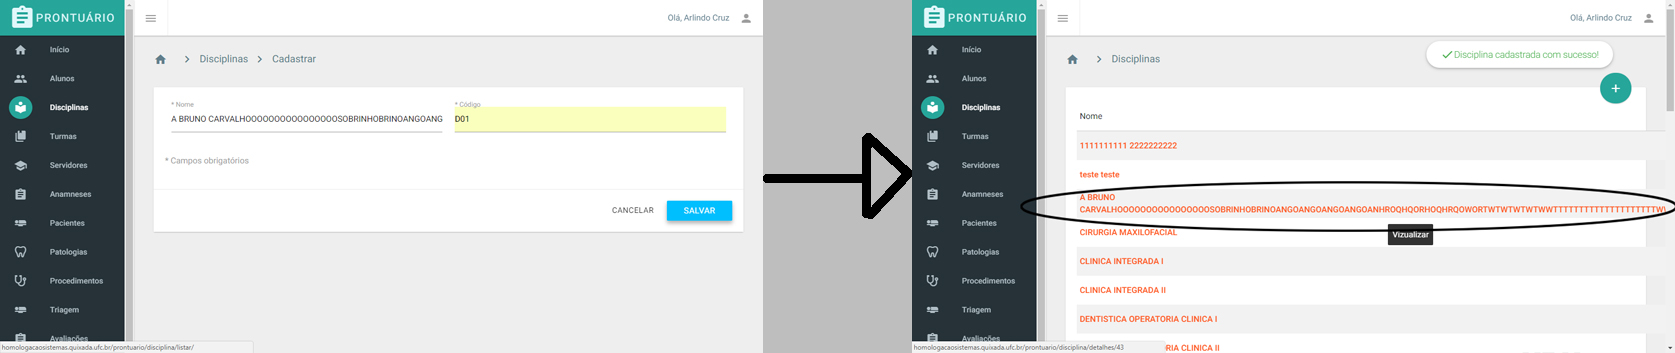 PRONTUÁRIO
Olá, Arlindo Cruz
Início
Alunos
Disciplinas
Turmas
Servidores
Anamneses
Pacientes
Patologias
Procedimentos
Triagem
Avaliações
Disciplinas > Cadastrar
* Nome
A BRUNO CARVALHOOOOOOOOOOOOOOOOSOBRINHOBRINOANGOANG
* Código
D01
* Campos obrigatórios
CANCELAR
SALVAR
homologacaosistemas.quixada.ufc.br/prontuario/disciplina/listar/
PRONTUÁRIO
Olá, Arlindo Cruz
Início
Alunos
Disciplinas
Turmas
Servidores
Anamneses
Pacientes
Patologias
Procedimentos
Triagem
Avaliações
> Disciplinas
Disciplina cadastrada com sucesso!
+
Nome
1111111111 2222222222
teste teste
A BRUNO
CARVALHOOOOOOOOOOOOOOOOSOBRINHOBRINOANGOANGOANGOANGOANHROQHQORHOQHRQOWORTWTWTWTWTWWTTTTTTTTTTTTTTTTTTTTTW
Vizualizar
CIRURGIA MAXILOFACIAL
CLINICA INTEGRADA I
CLINICA INTEGRADA II
DENTISTICA OPERATORIA CLINICA I
ORIA CLINICA II
homologacaosistemas.quixada.ufc.br/prontuario/disciplina/detalhes/43